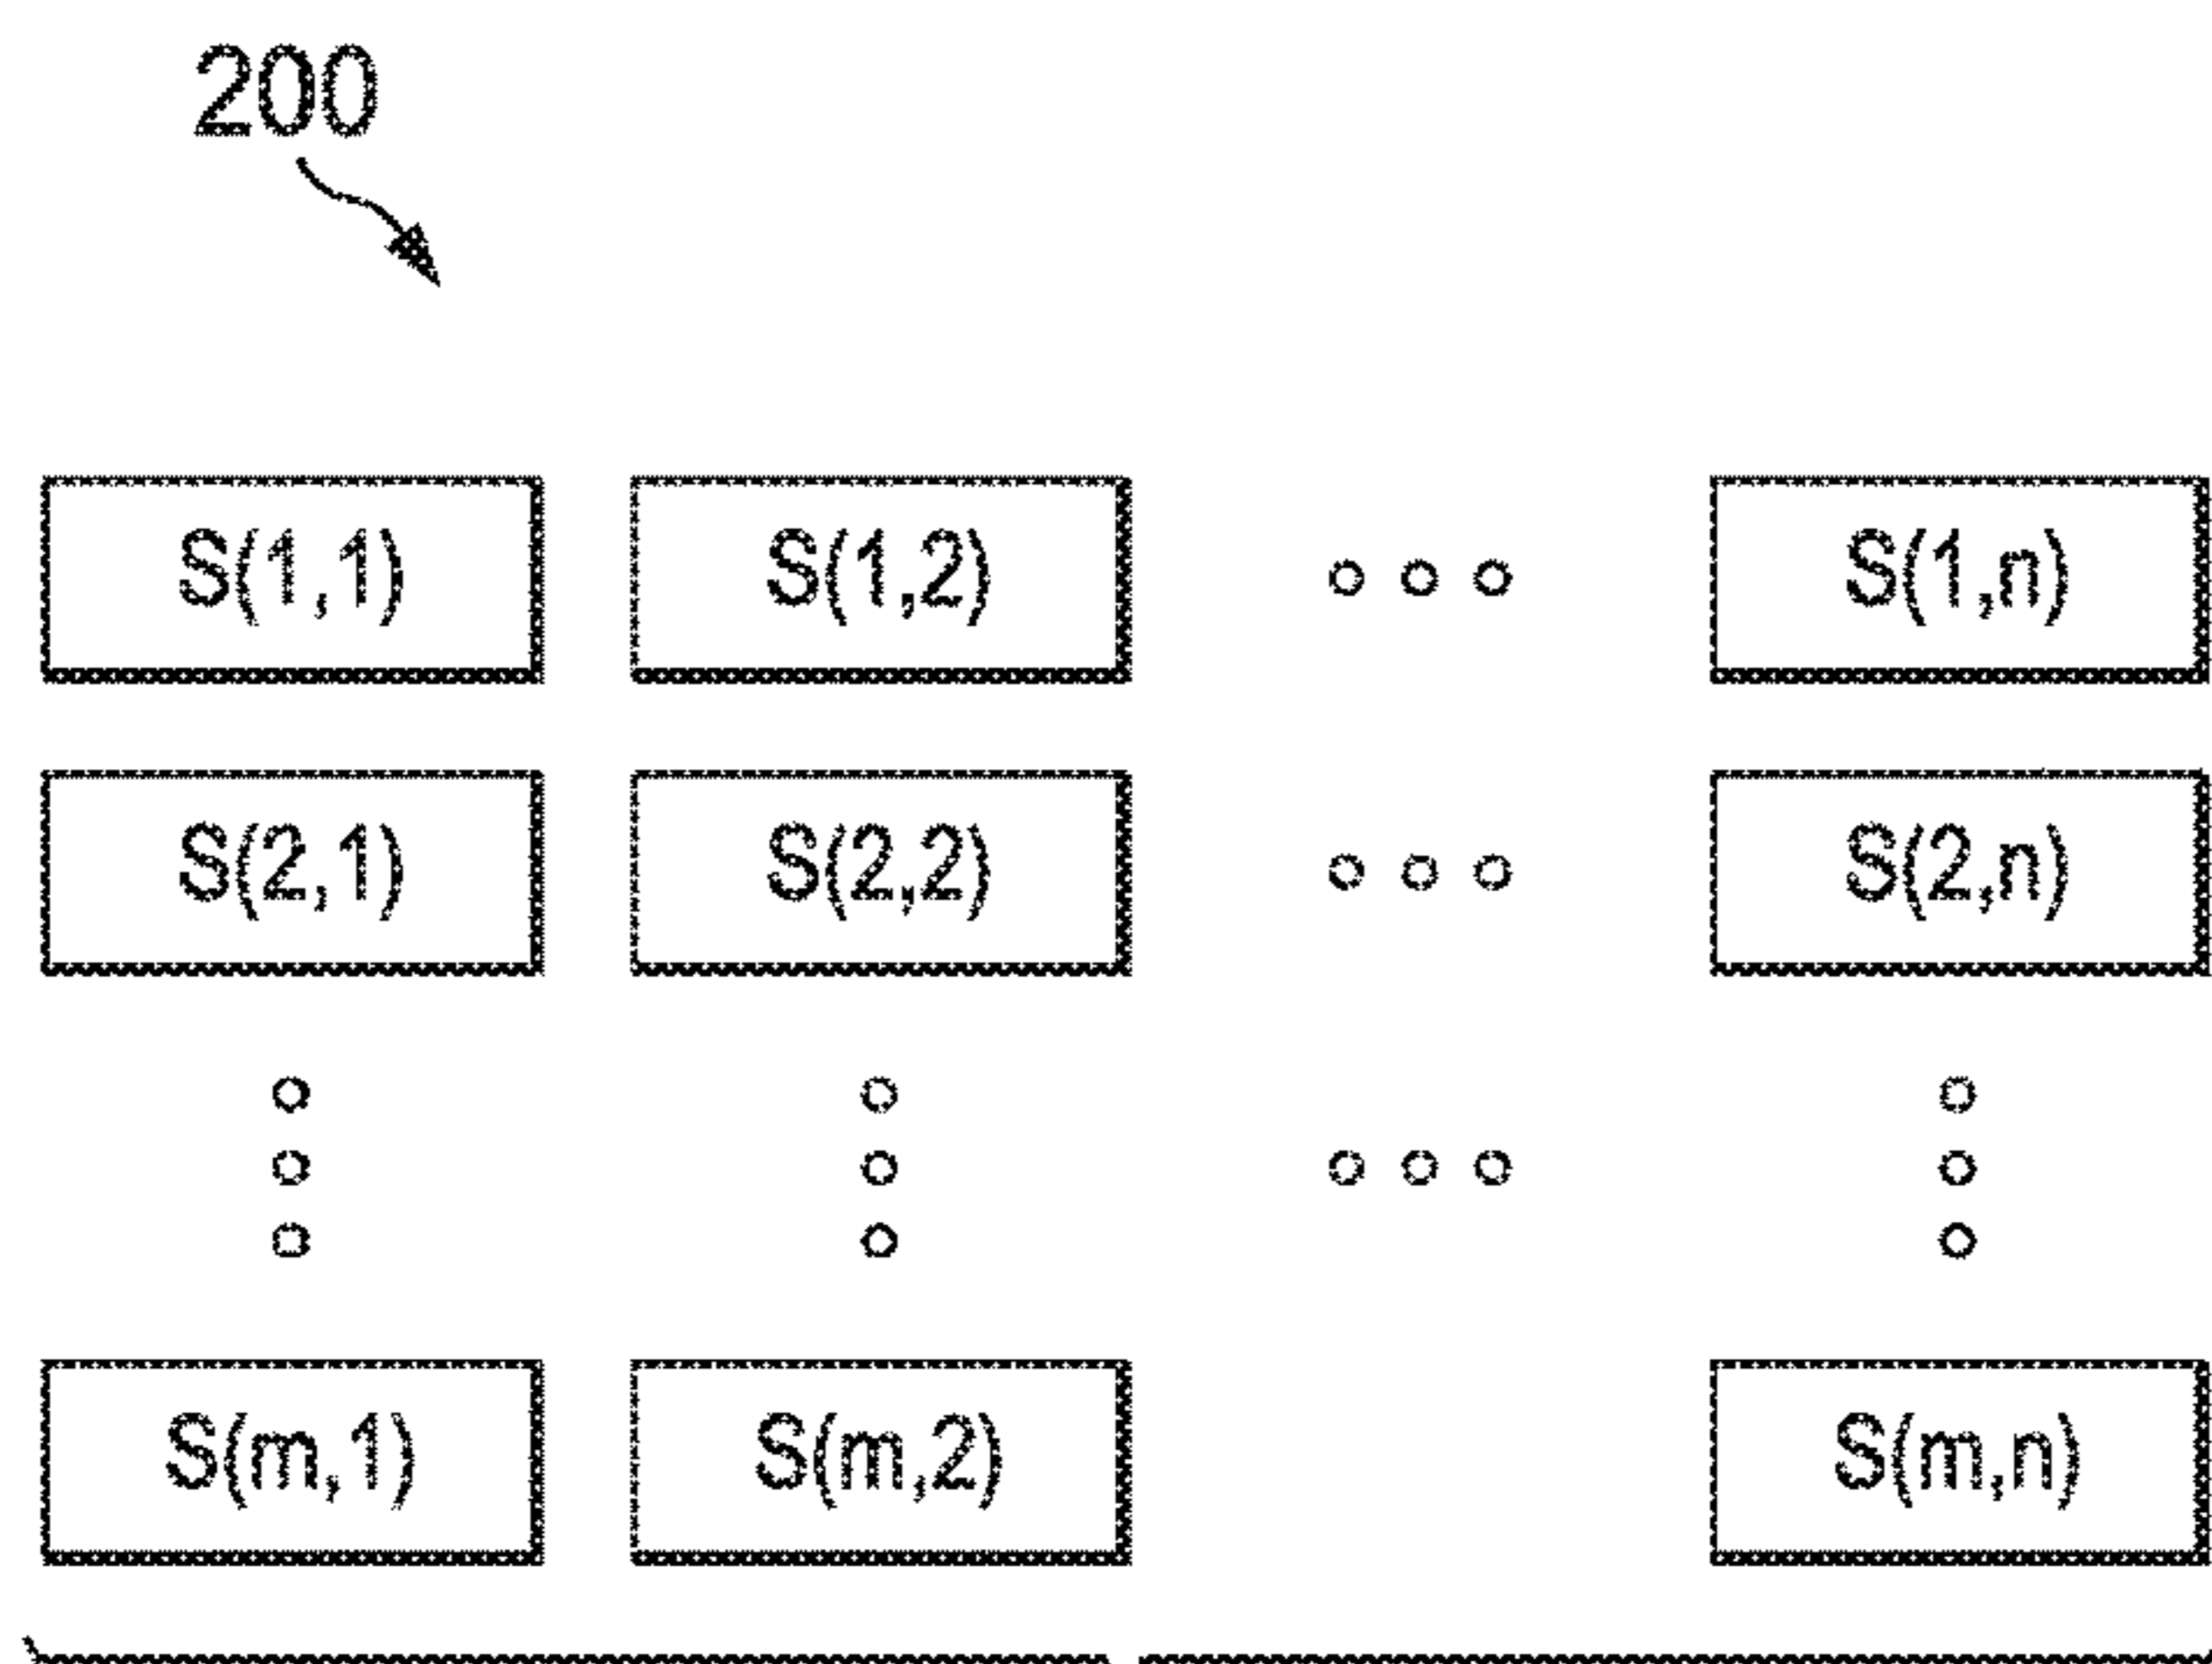 200
S(1,1) S(1,2) S(1,n)
S(2,1) S(2,2) S(2,n)
S(m,1) S(m,2) S(m,n)